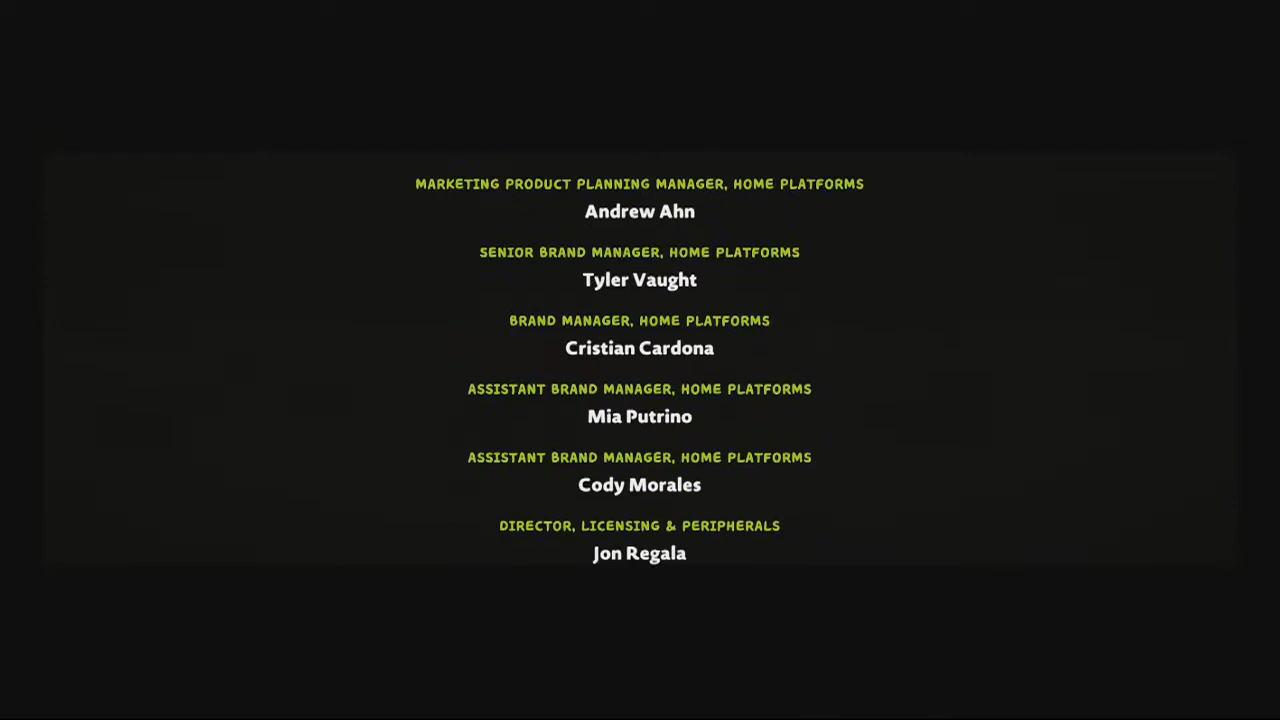 MARKETING PRODUCT PLANNING MANAGER, HOME PLATFORMS
Andrew Ahn
SENIOR BRAND MANAGER, HOME PLATFORMS
Tyler Vaught
BRAND MANAGER, HOME PLATFORMS
Cristian Cardona
ASSISTANT BRAND MANAGER, HOME PLATFORMS
Mia Putrino
ASSISTANT BRAND MANAGER, HOME PLATFORMS
Cody Morales
DIRECTOR, LICENSING & PERIPHERALS
Jon Regala